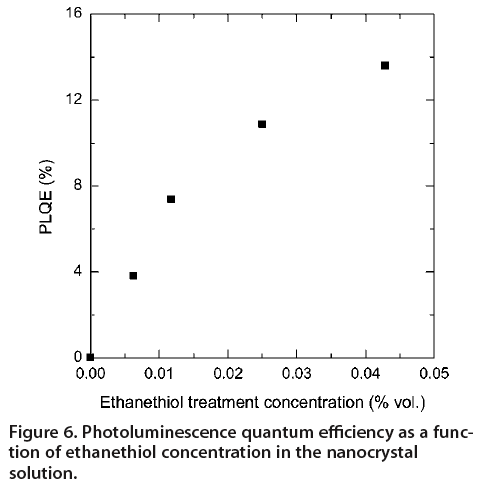 16
12
8
4
0
PLQE (%)
0.00 0.01 0.02 0.03 0.04 0.05
Ethanethiol treatment concentration (% vol.)
Figure 6. Photoluminescence quantum efficiency as a func-
tion of ethanethiol concentration in the nanocrystal
solution.